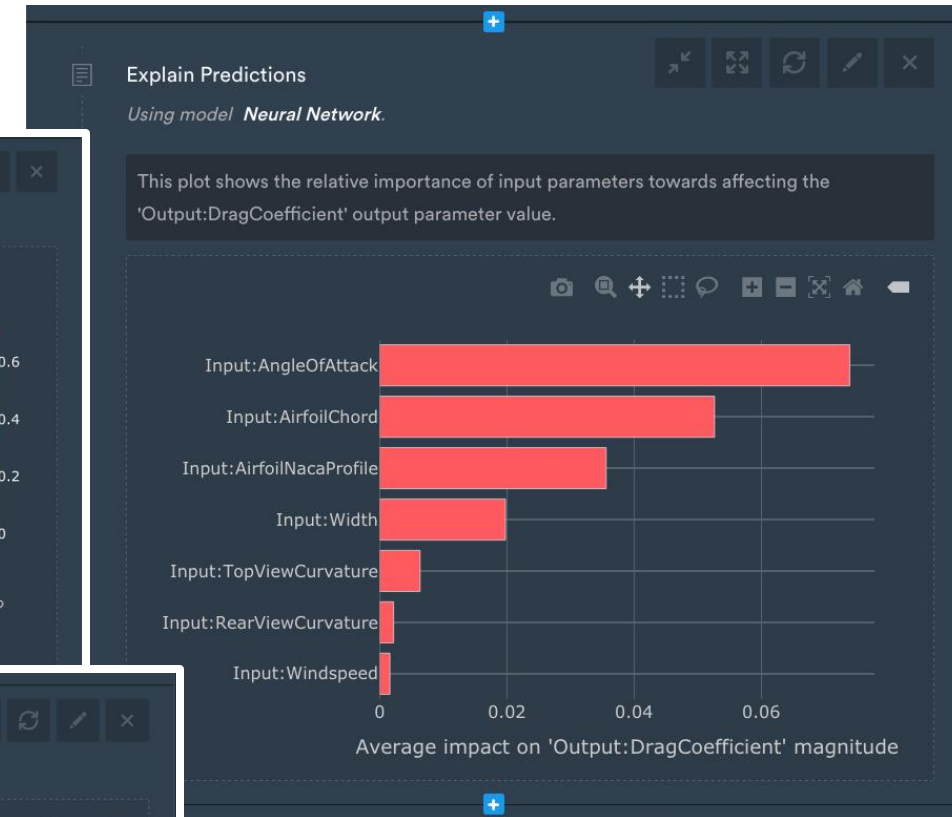 Explain Predictions
Using model Neural Network.
This plot shows the relative importance of input parameters towards affecting the
'Output:DragCoefficient' output parameter value.
Input:AngleOfAttack
Input:AirfoilChord
Input:AirfoilNacaProfile
Input:Width
Input:TopViewCurvature
Input:RearViewCurvature
Input:Windspeed
0 0.02 0.04 0.06
Average impact on 'Output:DragCoefficient' magnitude
0.6
0.4
0.2
0